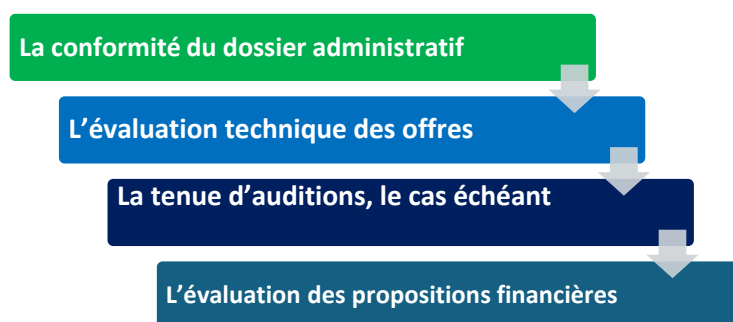 La conformité du dossier administratif
L’évaluation technique des offres
La tenue d’auditions, le cas échéant
L’évaluation des propositions financières